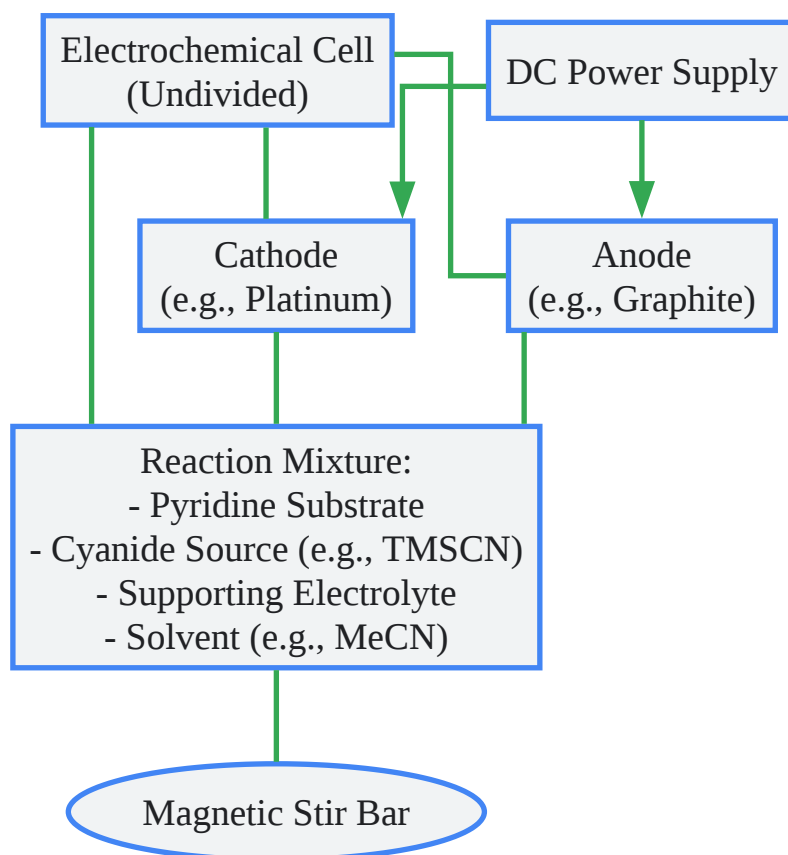 Electrochemical Cell
(Undivided)
DC Power Supply
Cathode
(e.g., Platinum)
Anode
(e.g., Graphite)
Reaction Mixture:
- Pyridine Substrate
- Cyanide Source (e.g., TMSCN)
- Supporting Electrolyte
- Solvent (e.g., MeCN)
Magnetic Stir Bar